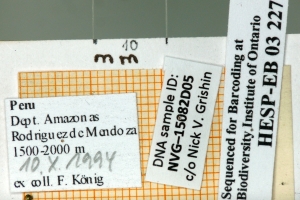 10
mm
Peru
Dept. Amazonas
Rodriguez de Mendoza
1500-2000 m
10.X.1994
ex coll. F. König
DNA sample ID:
NVG-15082D05
c/o Nick V. Grishin
Sequenced for Barcoding at
Biodiversity Institute of Ontario
HESP-EB 03 227